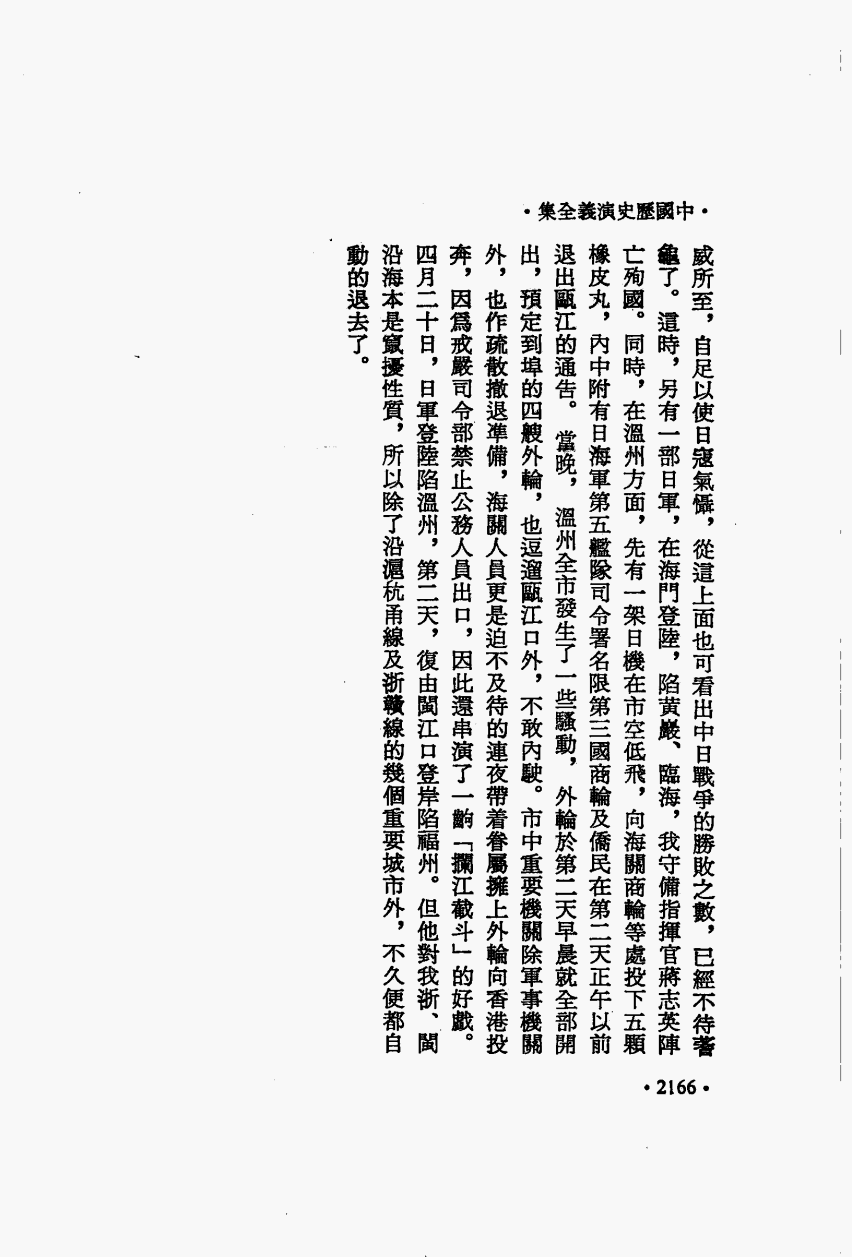 •中國歷史演義全集•
威所至，自足以使日寇氣懾，從這上面也可看出中日戰爭的勝敗之數，已經不待蓍
龜了。這時，另有一部日軍，在海門登陸，陷黃巖、臨海，我守備指揮官蔣志英陣
亡殉國。同時，在溫州方面，先有一架日機在市空低飛，向海關商輪等處投下五顆
橡皮丸，內中附有日海軍第五艦隊司令署名限第三國商輪及僑民在第二天正午以前
退出甌江的通告。當晚，溫州全市發生了一些騷動，外輪於第二天早晨就全部開
出，預定到埠的四艘外輪，也逗遛甌江口外，不敢內駛。市中重要機關除軍事機關
外，也作疏散撤退準備，海關人員更是迫不及待的連夜帶着眷屬擁上外輪向香港投
奔，因爲戒嚴司令部禁止公務人員出口，因此還串演了一齣「攔江截斗」的好戲。
四月二十日，日軍登陸陷溫州，第二天，復由閩江口登岸陷福州。但他對我浙、閩
沿海本是竄擾性質，所以除了沿滬杭甬線及浙贛線的幾個重要城市外，不久便都自
動的退去了。
•2166•